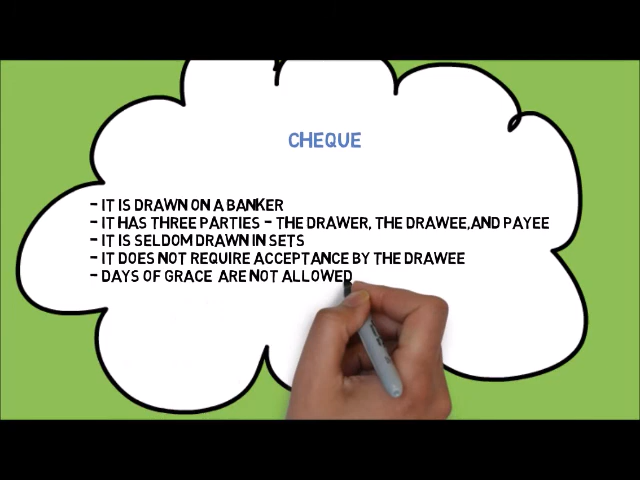 CHEQUE
- IT IS DRAWN ON A BANKER
- IT HAS THREE PARTIES - THE DRAWER, THE DRAWEE,AND PAYEE
- IT IS SELDOM DRAWN IN SETS
- IT DOES NOT REQUIRE ACCEPTANCE BY THE DRAWEE
- DAYS OF GRACE ARE NOT ALLOWED